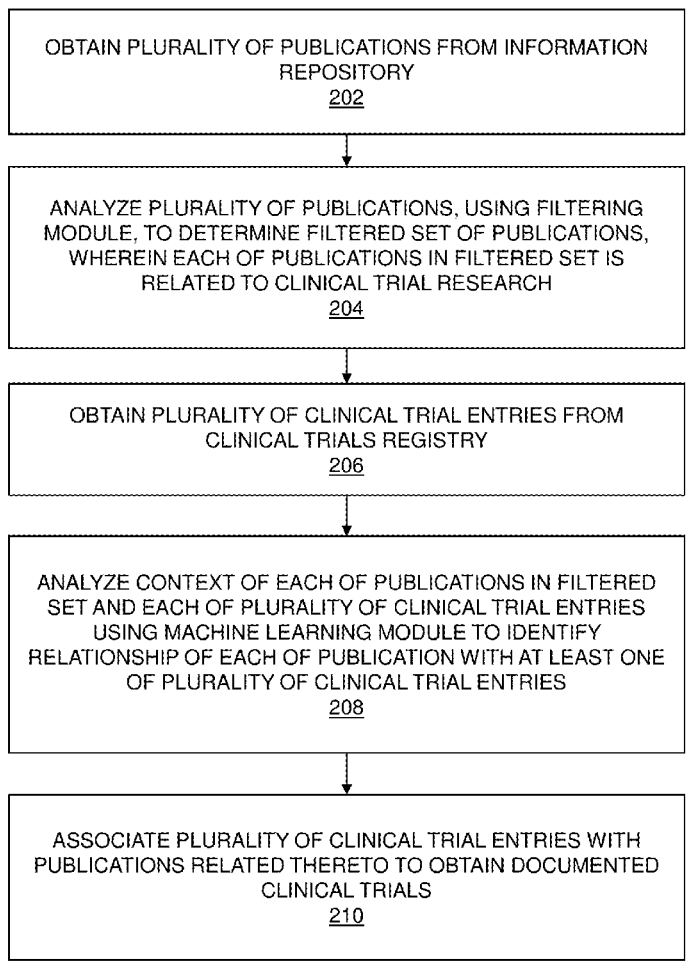 OBTAIN PLURALITY OF PUBLICATIONS FROM INFORMATION
REPOSITORY
202
ANALYZE PLURALITY OF PUBLICATIONS, USING FILTERING
MODULE, TO DETERMINE FILTERED SET OF PUBLICATIONS,
WHEREIN EACH OF PUBLICATIONS IN FILTERED SET IS
RELATED TO CLINICAL TRIAL RESEARCH
204
OBTAIN PLURALITY OF CLINICAL TRIAL ENTRIES FROM
CLINICAL TRIALS REGISTRY
206
ANALYZE CONTEXT OF EACH OF PUBLICATIONS IN FILTERED
SET AND EACH OF PLURALITY OF CLINICAL TRIAL ENTRIES
USING MACHINE LEARNING MODULE TO IDENTIFY
RELATIONSHIP OF EACH OF PUBLICATION WITH AT LEAST ONE
OF PLURALITY OF CLINICAL TRIAL ENTRIES
208
ASSOCIATE PLURALITY OF CLINICAL TRIAL ENTRIES WITH
PUBLICATIONS RELATED THERETO TO OBTAIN DOCUMENTED
CLINICAL TRIALS
210